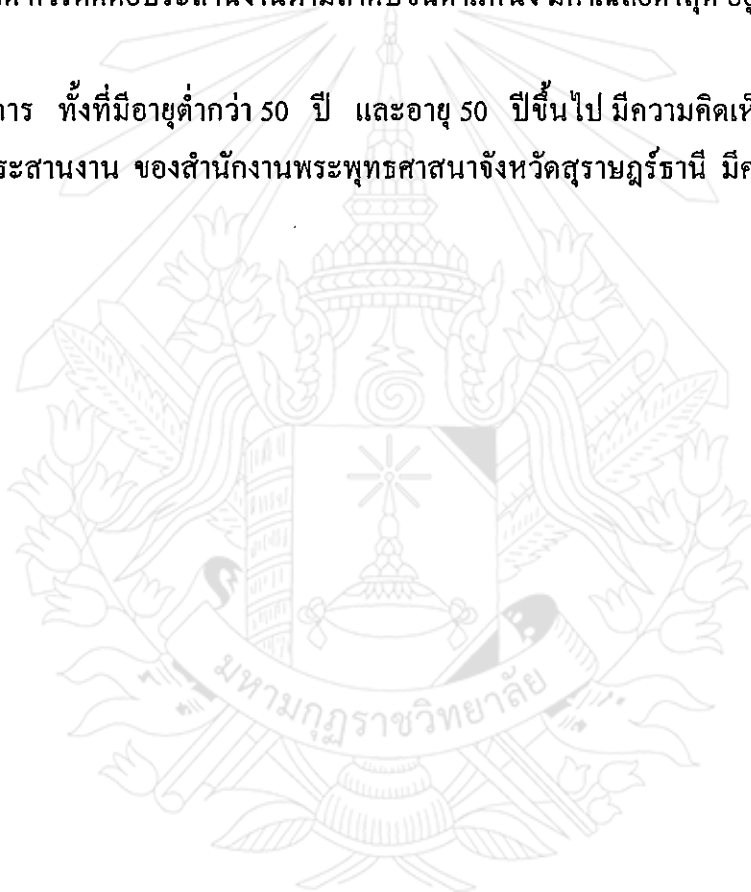 การ ทั้งที่มีอายุต่ำกว่า 50 ปี และอายุ 50 ปีขึ้นไป มีความคิดเห็
ระสานงาน ของสำนักงานพระพุทธศาสนาจังหวัดสุราษฎร์ธานี มีค
มหามกุฏราชวิทยาลัย